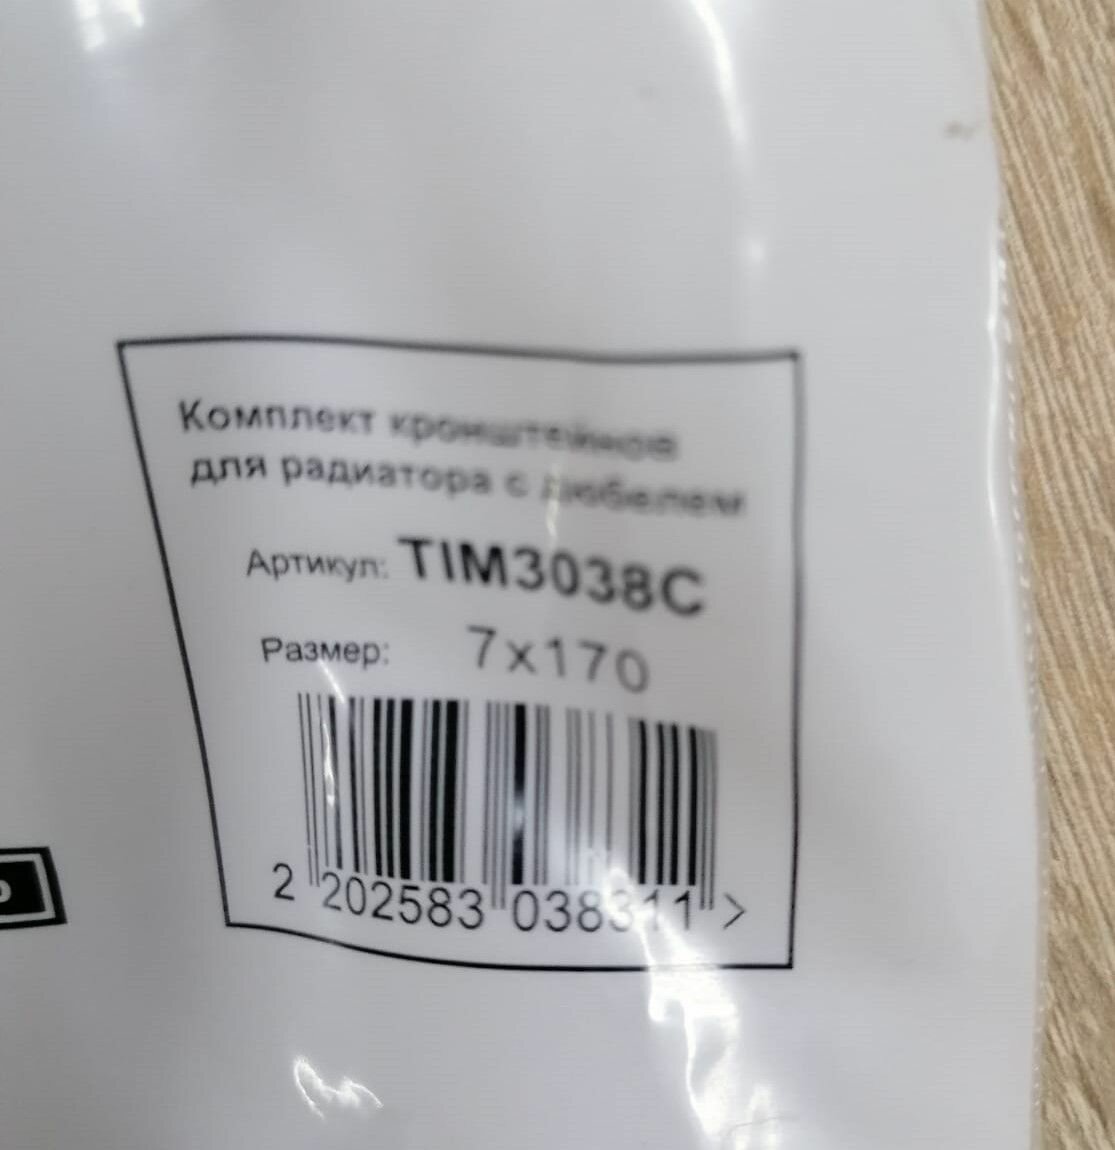 Комплект кронштейнов
для радиатора с дюбелем
Артикул: TIM3038C
Размер: 7x170
2 202583 038311 >